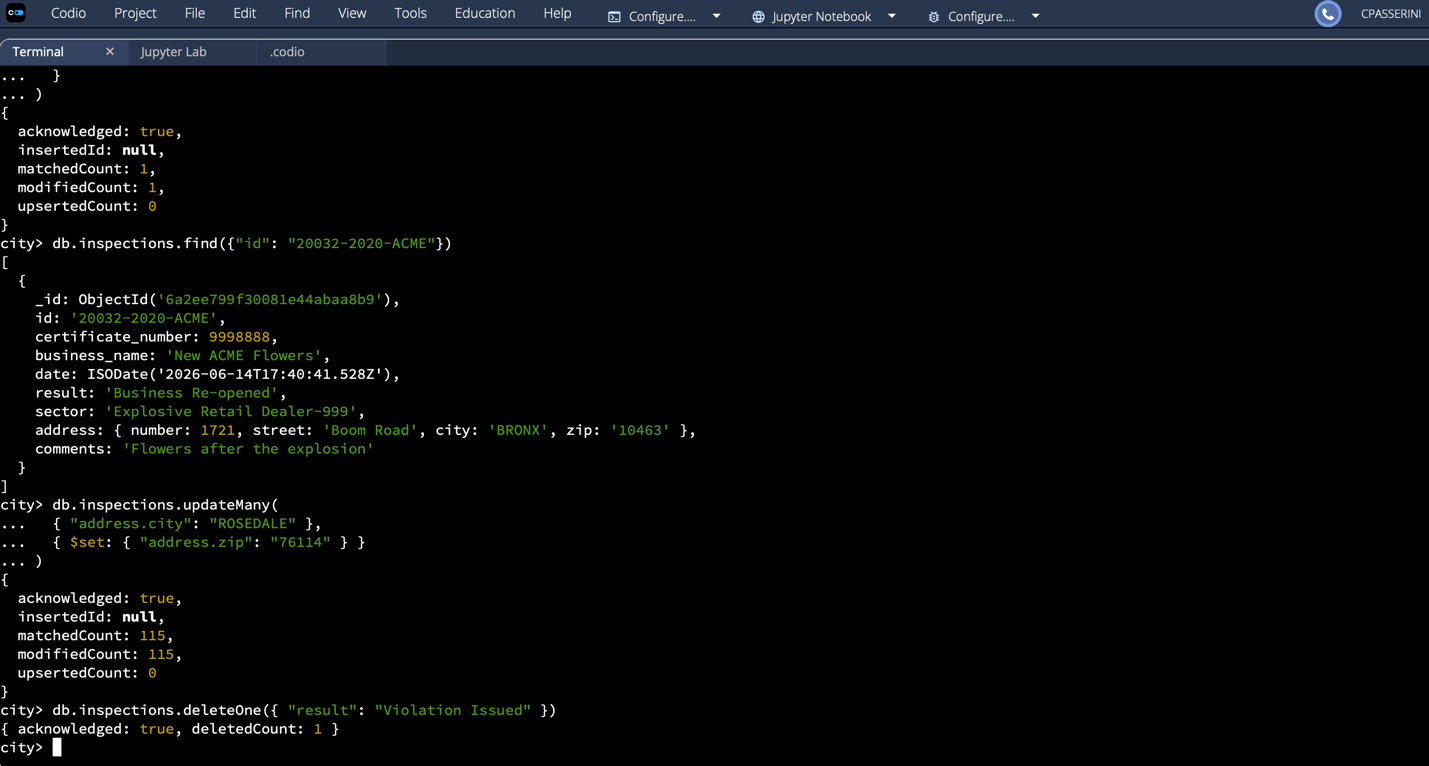 Codio Project File Edit Find View Tools Education Help Configure.... Jupyter Notebook Configure.... CPASSERINI
Terminal × Jupyter Lab .codio
...   }
... )
{
  acknowledged: true,
  insertedId: null,
  matchedCount: 1,
  modifiedCount: 1,
  upsertedCount: 0
}
city> db.inspections.find({"id": "20032-2020-ACME"})
[
  {
    _id: ObjectId('6a2ee799f30081e44abaa8b9'),
    id: '20032-2020-ACME',
    certificate_number: 9998888,
    business_name: 'New ACME Flowers',
    date: ISODate('2026-06-14T17:40:41.528Z'),
    result: 'Business Re-opened',
    sector: 'Explosive Retail Dealer-999',
    address: { number: 1721, street: 'Boom Road', city: 'BRONX', zip: '10463' },
    comments: 'Flowers after the explosion'
  }
]
city> db.inspections.updateMany(
...   { "address.city": "ROSEDALE" },
...   { $set: { "address.zip": "76114" } }
... )
{
  acknowledged: true,
  insertedId: null,
  matchedCount: 115,
  modifiedCount: 115,
  upsertedCount: 0
}
city> db.inspections.deleteOne({ "result": "Violation Issued" })
{ acknowledged: true, deletedCount: 1 }
city>